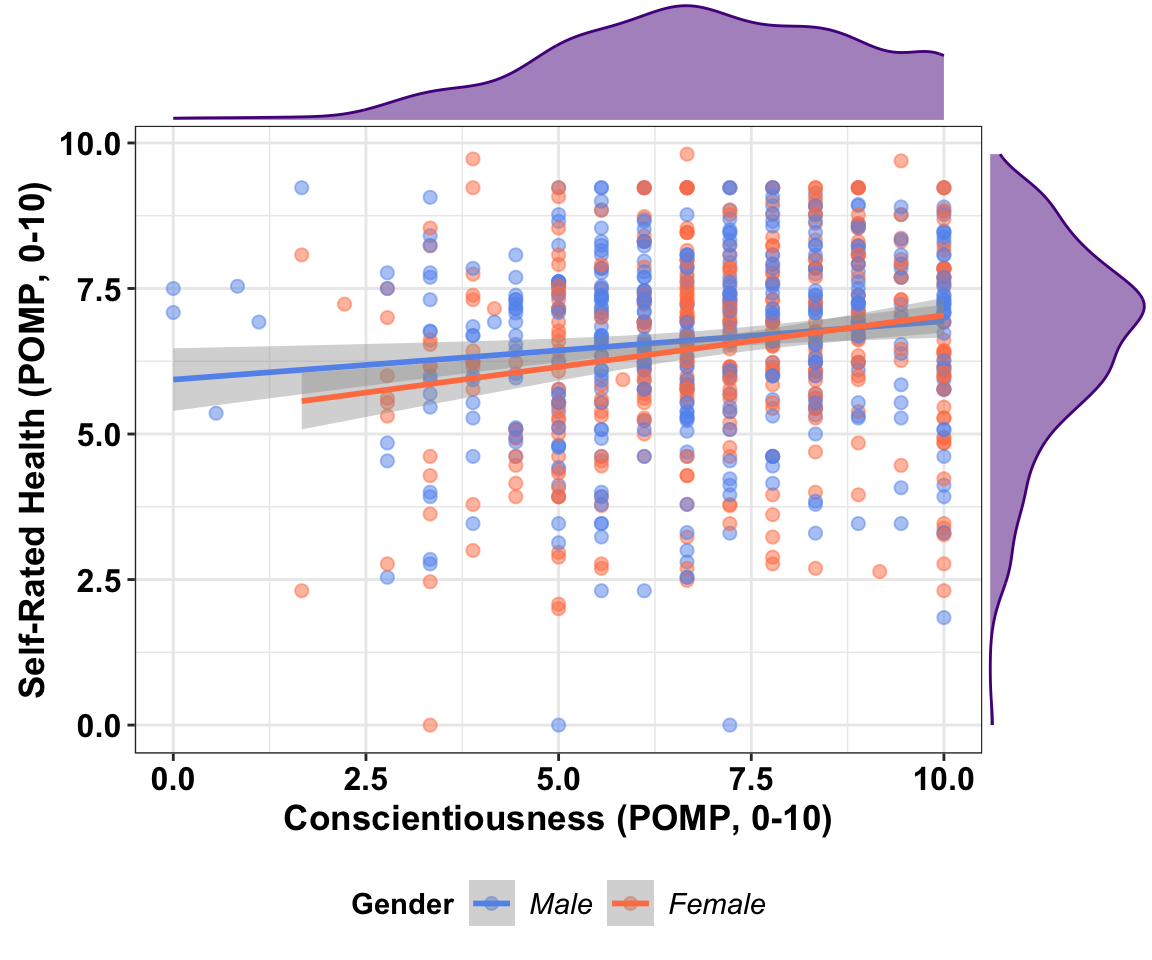 10.0
7.5
5.0
2.5
0.0
Self-Rated Health (POMP, 0-10)
0.0 2.5 5.0 7.5 10.0
Conscientiousness (POMP, 0-10)
Gender Male Female